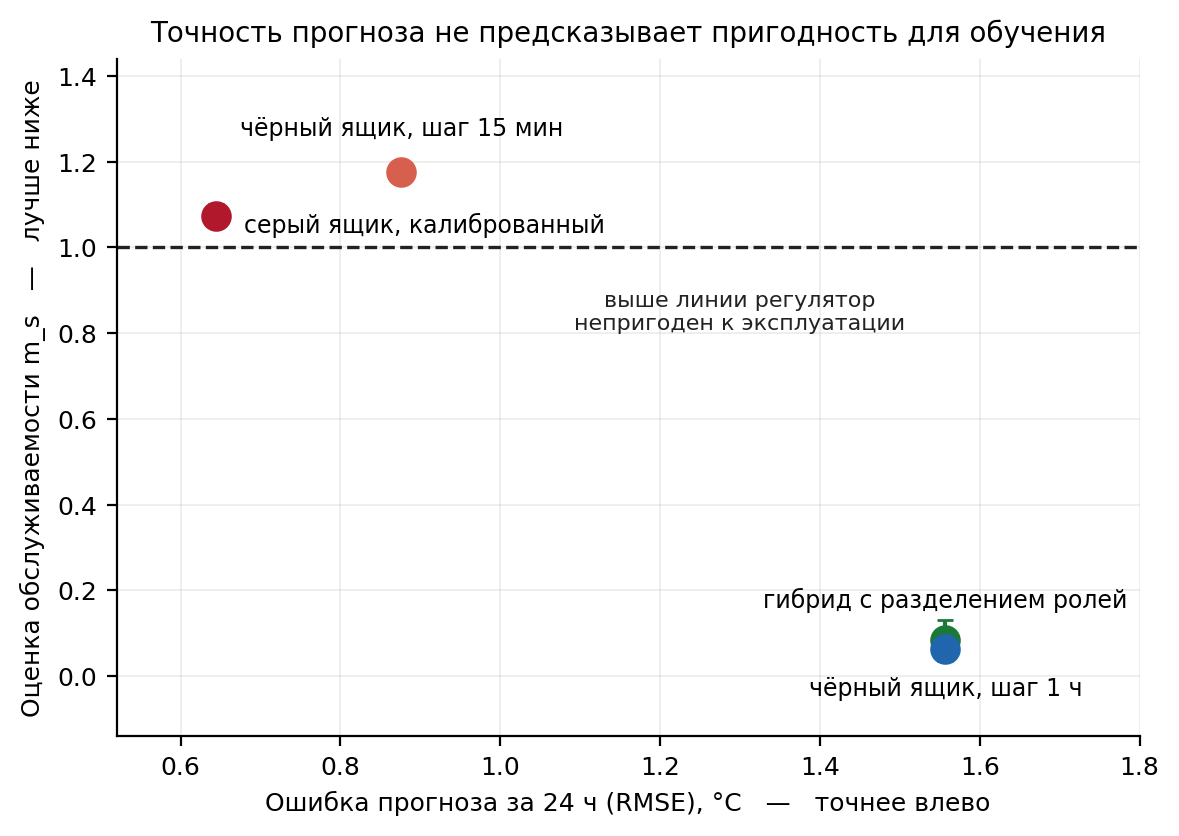 Точность прогноза не предсказывает пригодность для обучения
Оценка обслуживаемости m_s — лучше ниже
1.4
1.2
1.0
0.8
0.6
0.4
0.2
0.0
чёрный ящик, шаг 15 мин
серый ящик, калиброванный
выше линии регулятор
непригоден к эксплуатации
гибрид с разделением ролей
чёрный ящик, шаг 1 ч
0.6 0.8 1.0 1.2 1.4 1.6 1.8
Ошибка прогноза за 24 ч (RMSE), °C — точнее влево